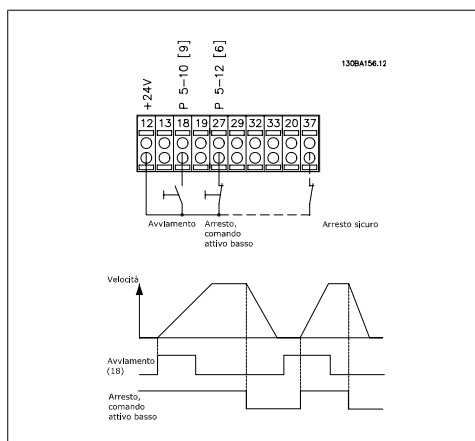 130BA156.12
+24V
P 5-10 [9]
P 5-12 [6]
12 13 18 19 27 29 32 33 20 37
Avviamento
Arresto,
comando
attivo basso
Arresto sicuro
Velocità
Avviamento
(18)
Arresto,
comando
attivo basso